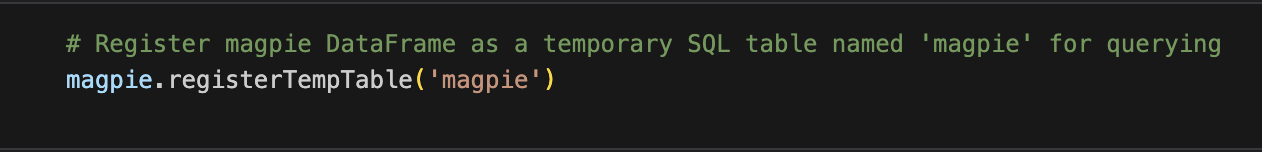 # Register magpie DataFrame as a temporary SQL table named 'magpie' for querying
magpie.registerTempTable('magpie')